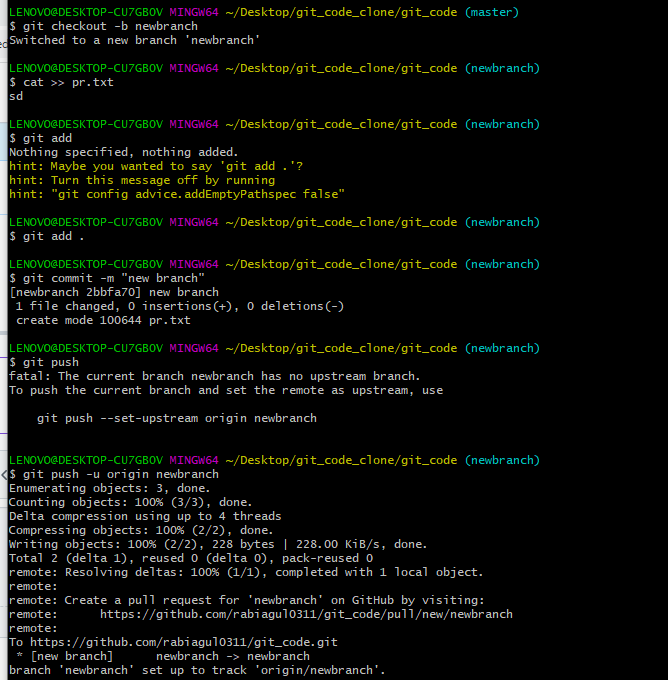 LENOVO@DESKTOP-CU7GBOV MINGW64 ~/Desktop/git_code_clone/git_code (master)
$ git checkout -b newbranch
Switched to a new branch 'newbranch'
LENOVO@DESKTOP-CU7GBOV MINGW64 ~/Desktop/git_code_clone/git_code (newbranch)
$ cat >> pr.txt
sd
LENOVO@DESKTOP-CU7GBOV MINGW64 ~/Desktop/git_code_clone/git_code (newbranch)
$ git add
Nothing specified, nothing added.
hint: Maybe you wanted to say 'git add .'?
hint: Turn this message off by running
hint: "git config advice.addEmptyPathspec false"
LENOVO@DESKTOP-CU7GBOV MINGW64 ~/Desktop/git_code_clone/git_code (newbranch)
$ git add .
LENOVO@DESKTOP-CU7GBOV MINGW64 ~/Desktop/git_code_clone/git_code (newbranch)
$ git commit -m "new branch"
[newbranch 2bbfa70] new branch
 1 file changed, 0 insertions(+), 0 deletions(-)
 create mode 100644 pr.txt
LENOVO@DESKTOP-CU7GBOV MINGW64 ~/Desktop/git_code_clone/git_code (newbranch)
$ git push
fatal: The current branch newbranch has no upstream branch.
To push the current branch and set the remote as upstream, use
    git push --set-upstream origin newbranch
LENOVO@DESKTOP-CU7GBOV MINGW64 ~/Desktop/git_code_clone/git_code (newbranch)
$ git push -u origin newbranch
Enumerating objects: 3, done.
Counting objects: 100% (3/3), done.
Delta compression using up to 4 threads
Compressing objects: 100% (2/2), done.
Writing objects: 100% (2/2), 228 bytes | 228.00 KiB/s, done.
Total 2 (delta 1), reused 0 (delta 0), pack-reused 0
remote: Resolving deltas: 100% (1/1), completed with 1 local object.
remote:
remote: Create a pull request for 'newbranch' on GitHub by visiting:
remote:      https://github.com/rabiagul0311/git_code/pull/new/newbranch
remote:
To https://github.com/rabiagul0311/git_code.git
 * [new branch]      newbranch -> newbranch
branch 'newbranch' set up to track 'origin/newbranch'.